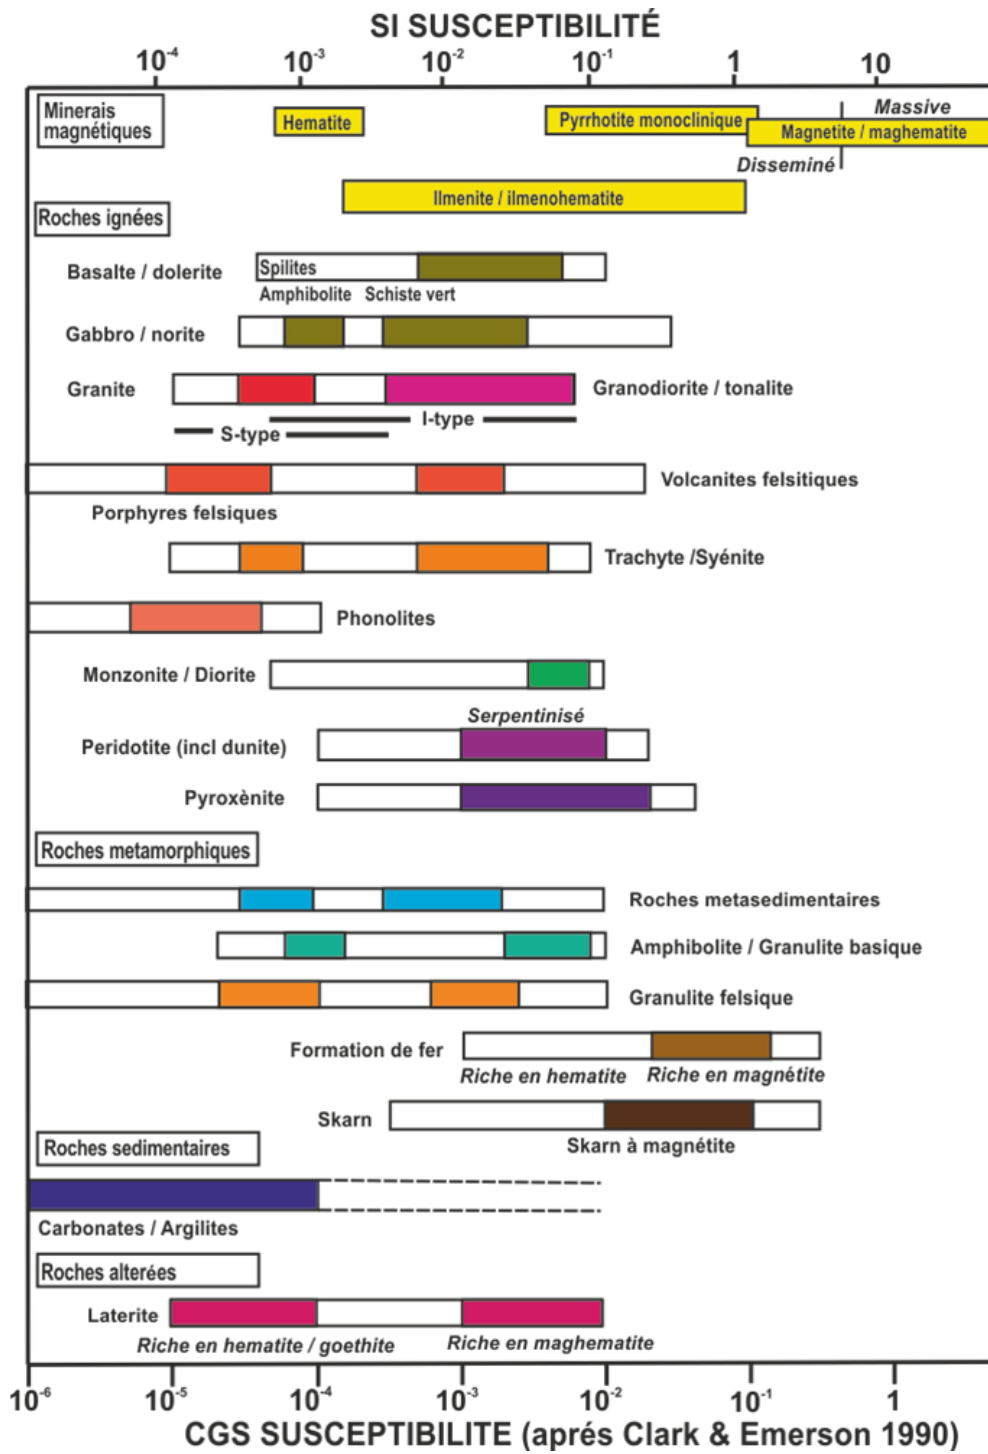 SI SUSCEPTIBILITÉ
10-4 10-3 10-2 10-1 1 10
Minerais
magnétiques
Hematite
Pyrrhotite monoclinique
Massive
Magnetite / maghematite
Disseminé
Ilmenite / ilmenohematite
Roches ignées
Basalte / dolerite
Spilites
Amphibolite Schiste vert
Gabbro / norite
Granite
Granodiorite / tonalite
I-type
S-type
Volcanites felsitiques
Porphyres felsiques
Trachyte /Syénite
Phonolites
Monzonite / Diorite
Serpentinisé
Peridotite (incl dunite)
Pyroxènite
Roches metamorphiques
Roches metasedimentaires
Amphibolite / Granulite basique
Granulite felsique
Formation de fer
Riche en hematite Riche en magnétite
Skarn
Skarn à magnétite
Roches sedimentaires
Carbonates / Argilites
Roches alterées
Laterite
Riche en hematite / goethite Riche en maghematite
10-6 10-5 10-4 10-3 10-2 10-1 1
CGS SUSCEPTIBILITE (aprés Clark & Emerson 1990)